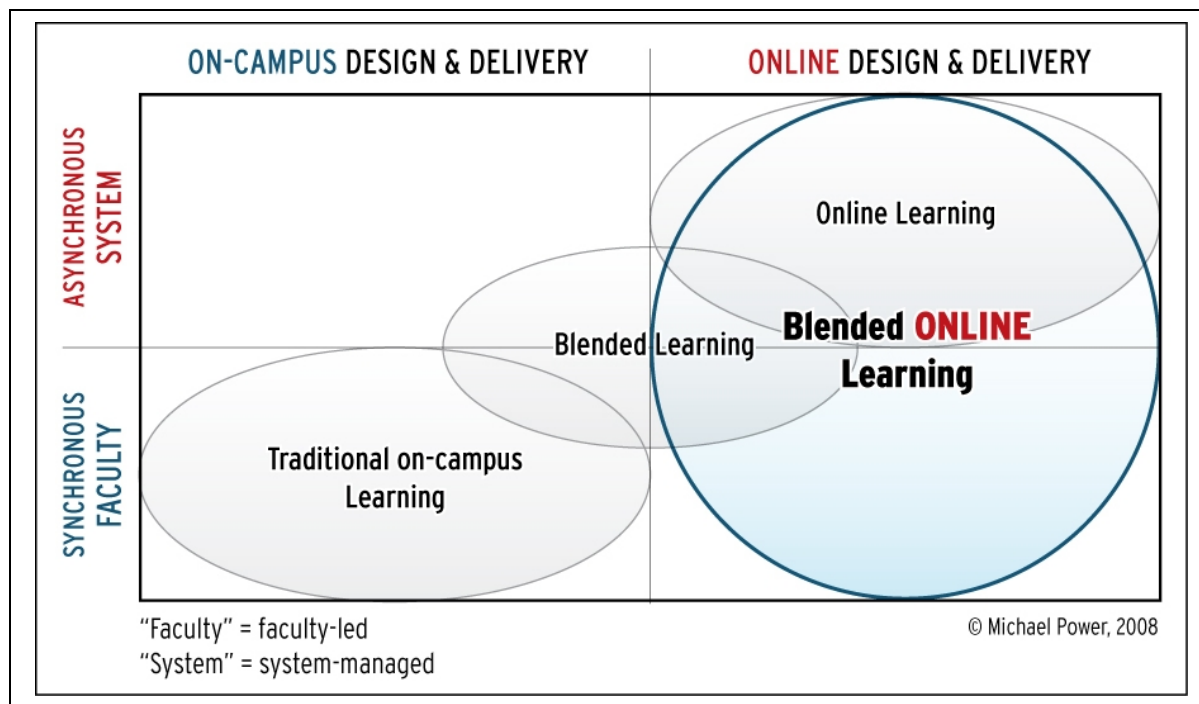 ON-CAMPUS DESIGN & DELIVERY
ONLINE DESIGN & DELIVERY
ASYNCHRONOUS
SYSTEM
Online Learning
Blended Learning
Blended ONLINE
Learning
SYNCHRONOUS
FACULTY
Traditional on-campus
Learning
“Faculty” = faculty-led
“System” = system-managed
© Michael Power, 2008